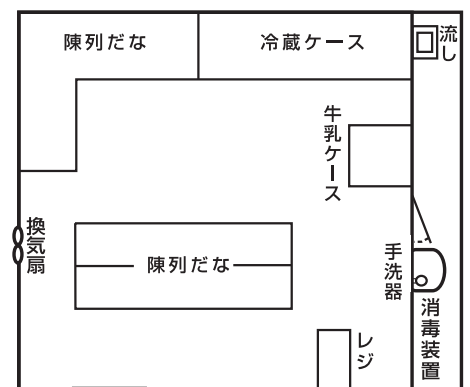 陳列だな
冷蔵ケース
流し
牛乳ケース
換気扇
陳列だな
手洗器
消毒装置
レジ